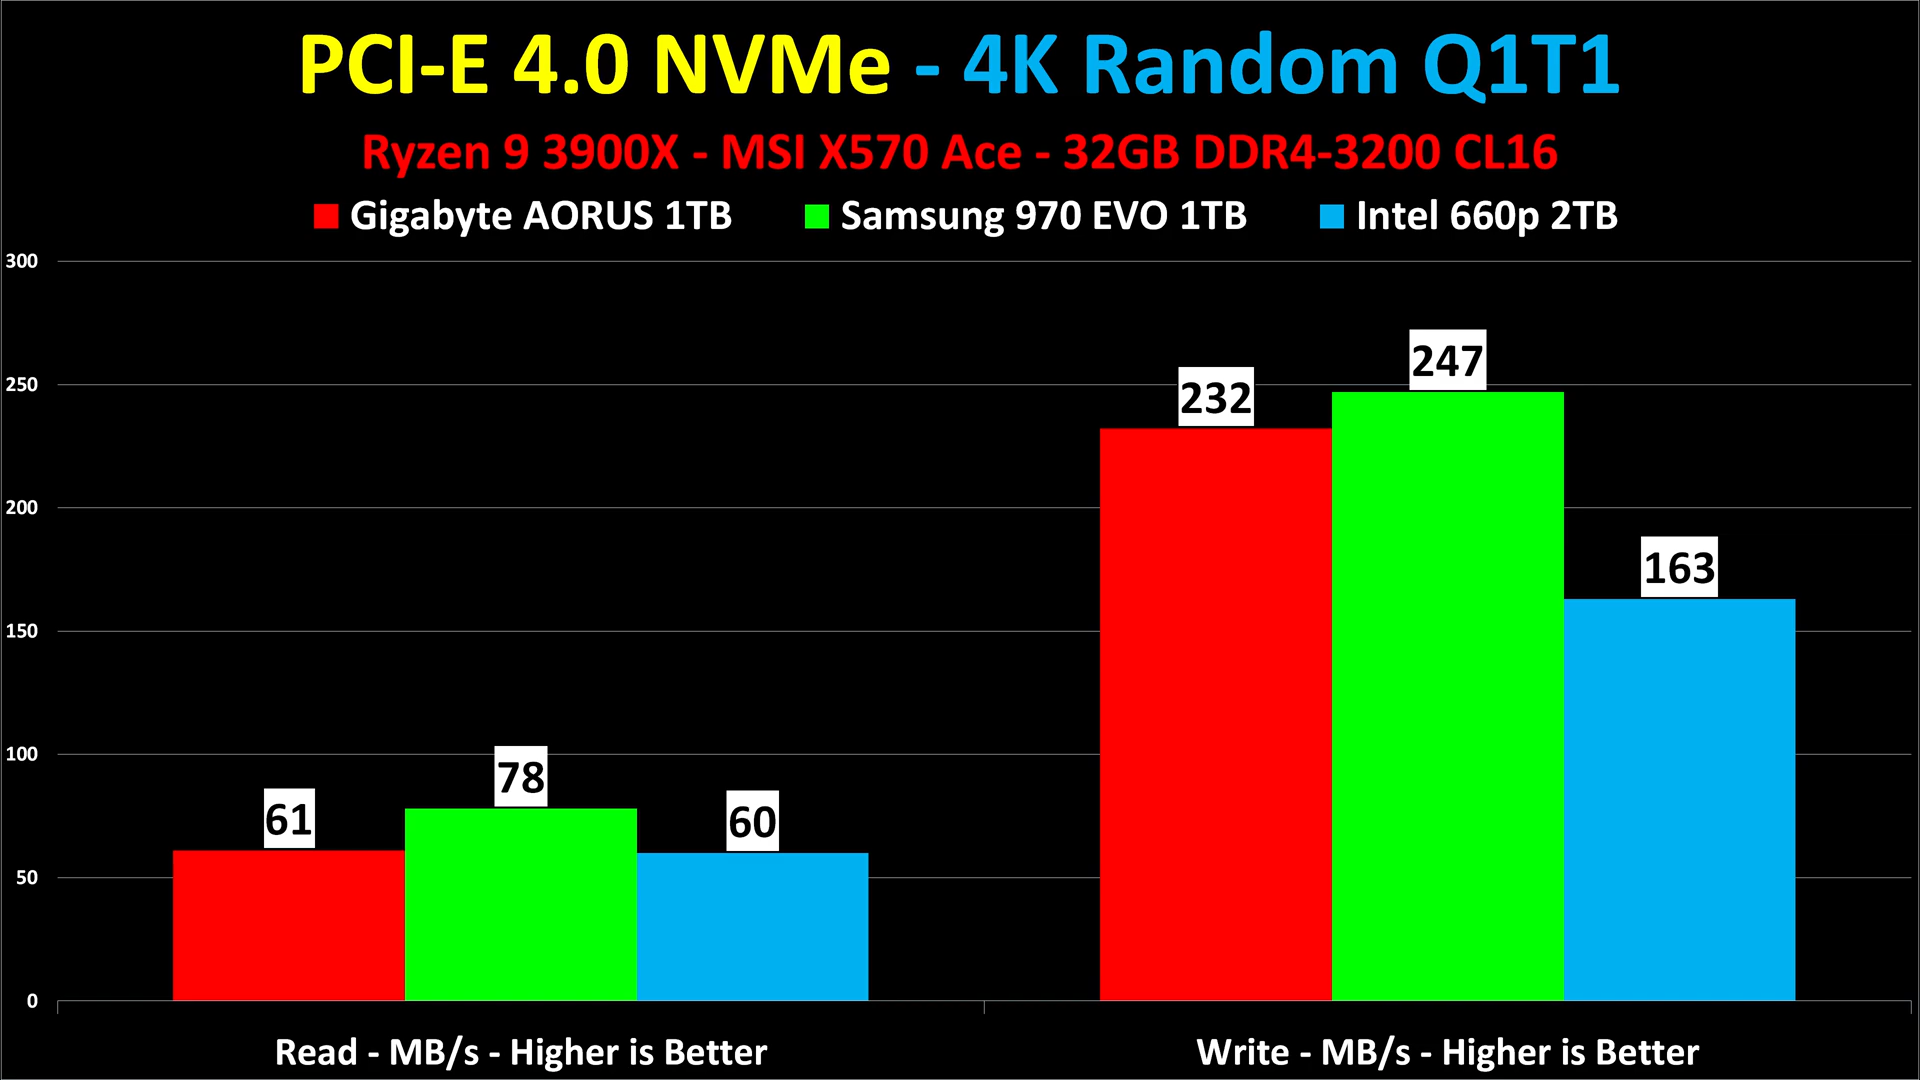 PCI-E 4.0 NVMe - 4K Random Q1T1
Ryzen 9 3900X - MSI X570 Ace - 32GB DDR4-3200 CL16
Gigabyte AORUS 1TB Samsung 970 EVO 1TB Intel 660p 2TB
300
250
200
150
100
50
0
232
247
163
61
78
60
Read - MB/s - Higher is Better
Write - MB/s - Higher is Better